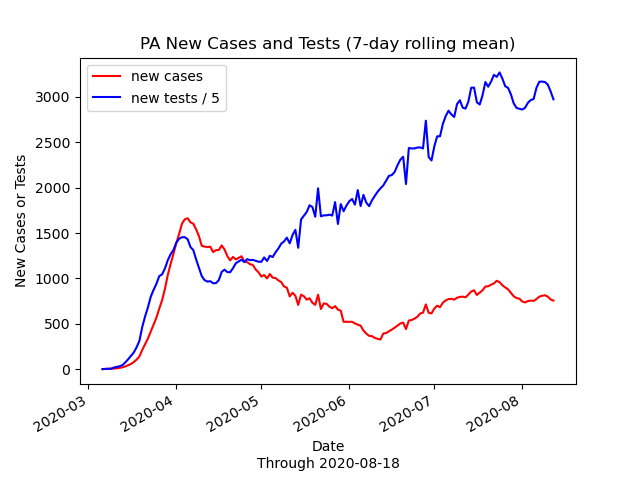 PA New Cases and Tests (7-day rolling mean)
new cases
new tests / 5
New Cases or Tests
3000
2500
2000
1500
1000
500
0
2020-03
2020-04
2020-05
2020-06
2020-07
2020-08
Date
Through 2020-08-18